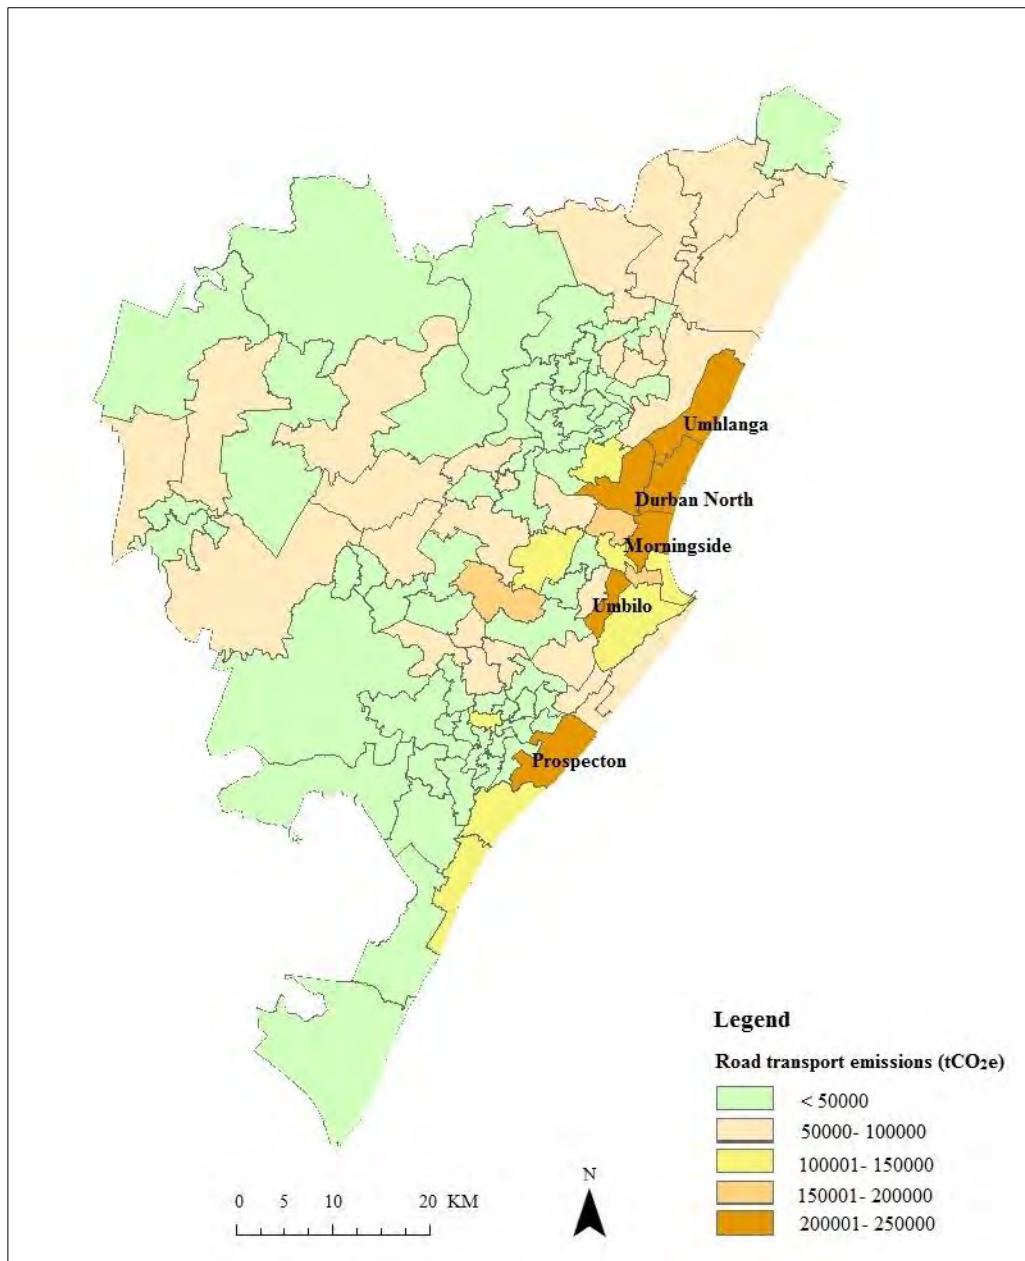 Umhlanga
Durban North
Morningside
Umbilo
Prospecton
Legend
Road transport emissions (tCO₂e)
< 50000
50000- 100000
100001- 150000
150001- 200000
200001- 250000
N
0 5 10 20 KM